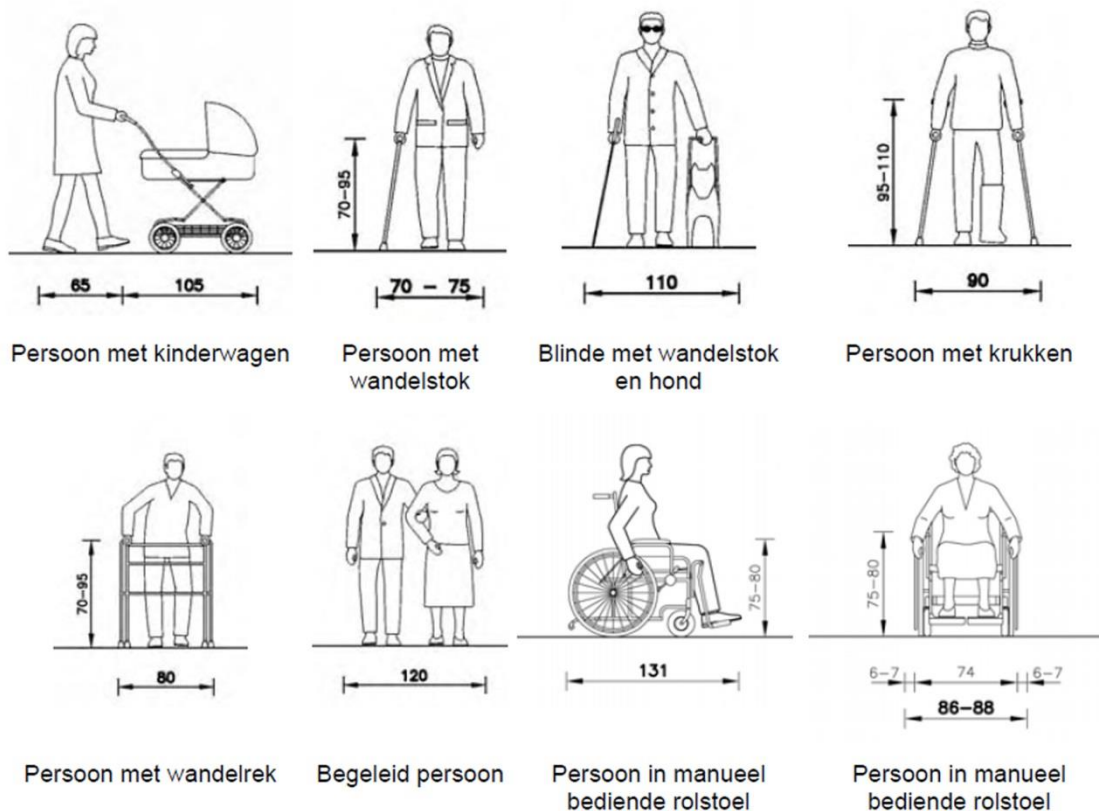 70-95
95-110
65 105
70 - 75
110
90
Persoon met kinderwagen
Persoon met
wandelstok
Blinde met wandelstok
en hond
Persoon met krukken
70-95
75-80
75-80
80
120
131
6-7 74 6-7
86-88
Persoon met wandelrek
Begeleid persoon
Persoon in manueel
bediende rolstoel
Persoon in manueel
bediende rolstoel